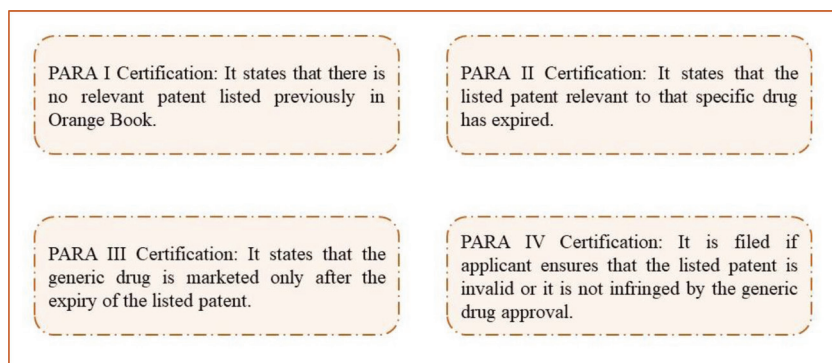 PARA I Certification: It states that there is
no relevant patent listed previously in
Orange Book.
PARA II Certification: It states that the
listed patent relevant to that specific drug
has expired.
PARA III Certification: It states that the
generic drug is marketed only after the
expiry of the listed patent.
PARA IV Certification: It is filed if
applicant ensures that the listed patent is
invalid or it is not infringed by the generic
drug approval.